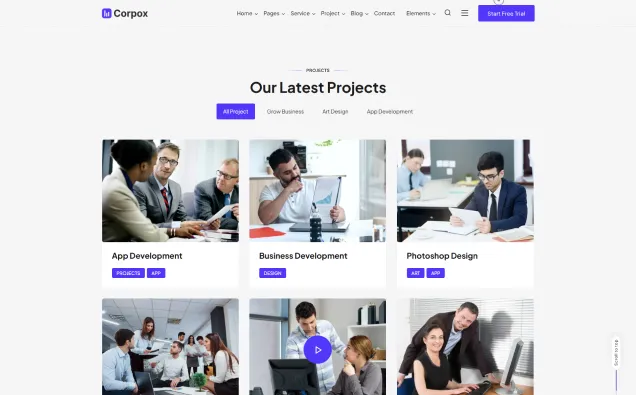 Corpox
Home Pages Service Project Blog Contact Elements
Start Free Trial
PROJECTS
Our Latest Projects
All Project Grow Business Art Design App Development
App Development
PROJECTS APP
Business Development
DESIGN
Photoshop Design
ART APP
Scroll to top